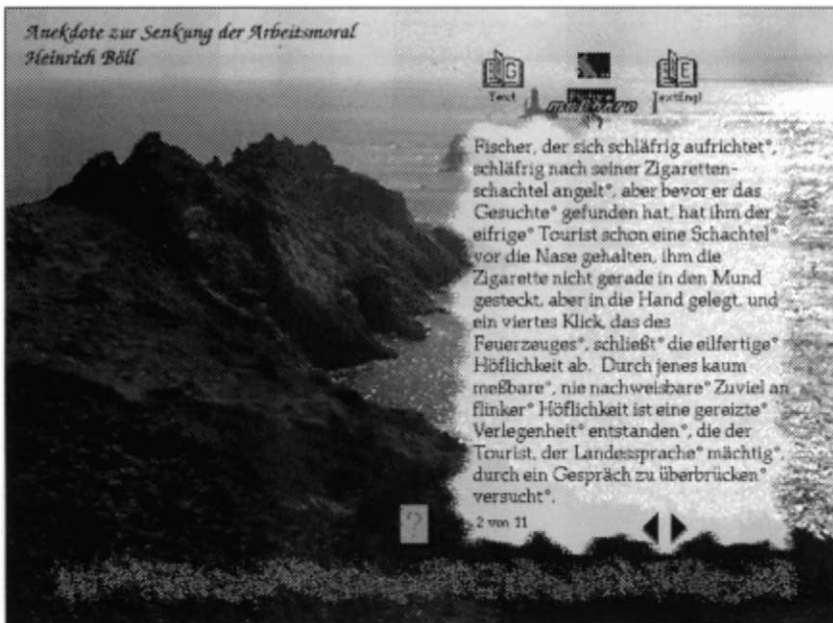 Anekdote zur Senkung der Arbeitsmoral
Heinrich Böll
G
E
Text
TextEngl
Fischer, der sich schläfrig aufrichtet°,
schläfrig nach seiner Zigaretten-
schachtel angelt°, aber bevor er das
Gesuchte° gefunden hat, hat ihm der
eifrige° Tourist schon eine Schachtel°
vor die Nase gehalten, ihm die
Zigarette nicht gerade in den Mund
gesteckt, aber in die Hand gelegt, und
ein viertes Klick, das des
Feuerzeuges°, schließt° die eilfertige°
Höflichkeit ab. Durch jenes kaum
meßbare°, nie nachweisbare° Zuviel an
flinker° Höflichkeit ist eine gereizte°
Verlegenheit° entstanden°, die der
Tourist, der Landessprache° mächtig°,
durch ein Gespräch zu überbrücken°
versucht°.
?
2 von 11